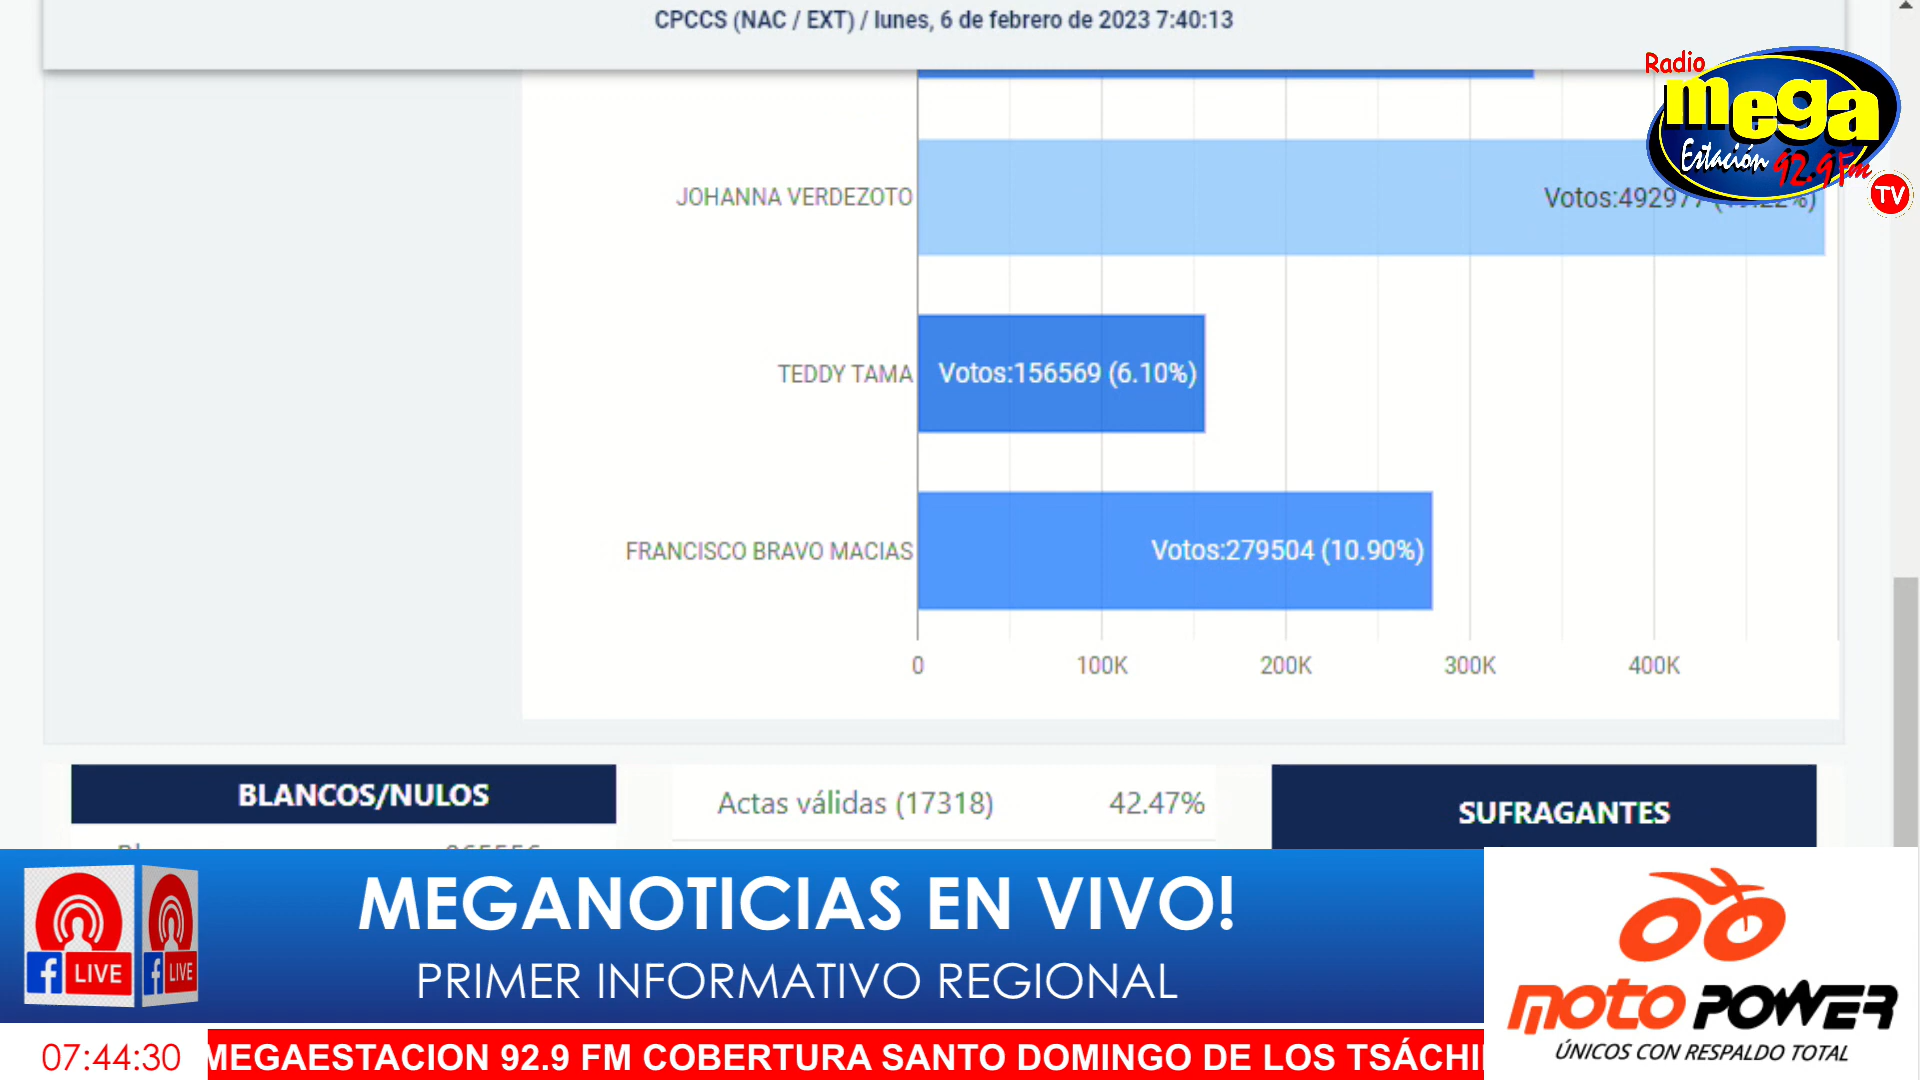 CPCCS (NAC / EXT) / lunes, 6 de febrero de 2023 7:40:13
Radio
mega
Estación 92.9 Fm
TV
JOHANNA VERDEZOTO
Votos:492977
TEDDY TAMA
Votos:156569 (6.10%)
FRANCISCO BRAVO MACIAS
Votos:279504 (10.90%)
0 100K 200K 300K 400K
BLANCOS/NULOS
Actas válidas (17318) 42.47%
SUFRAGANTES
LIVE
LIVE
MEGANOTICIAS EN VIVO!
PRIMER INFORMATIVO REGIONAL
moto POWER
ÚNICOS CON RESPALDO TOTAL
07:44:30
MEGAESTACION 92.9 FM COBERTURA SANTO DOMINGO DE LOS TSÁCHI